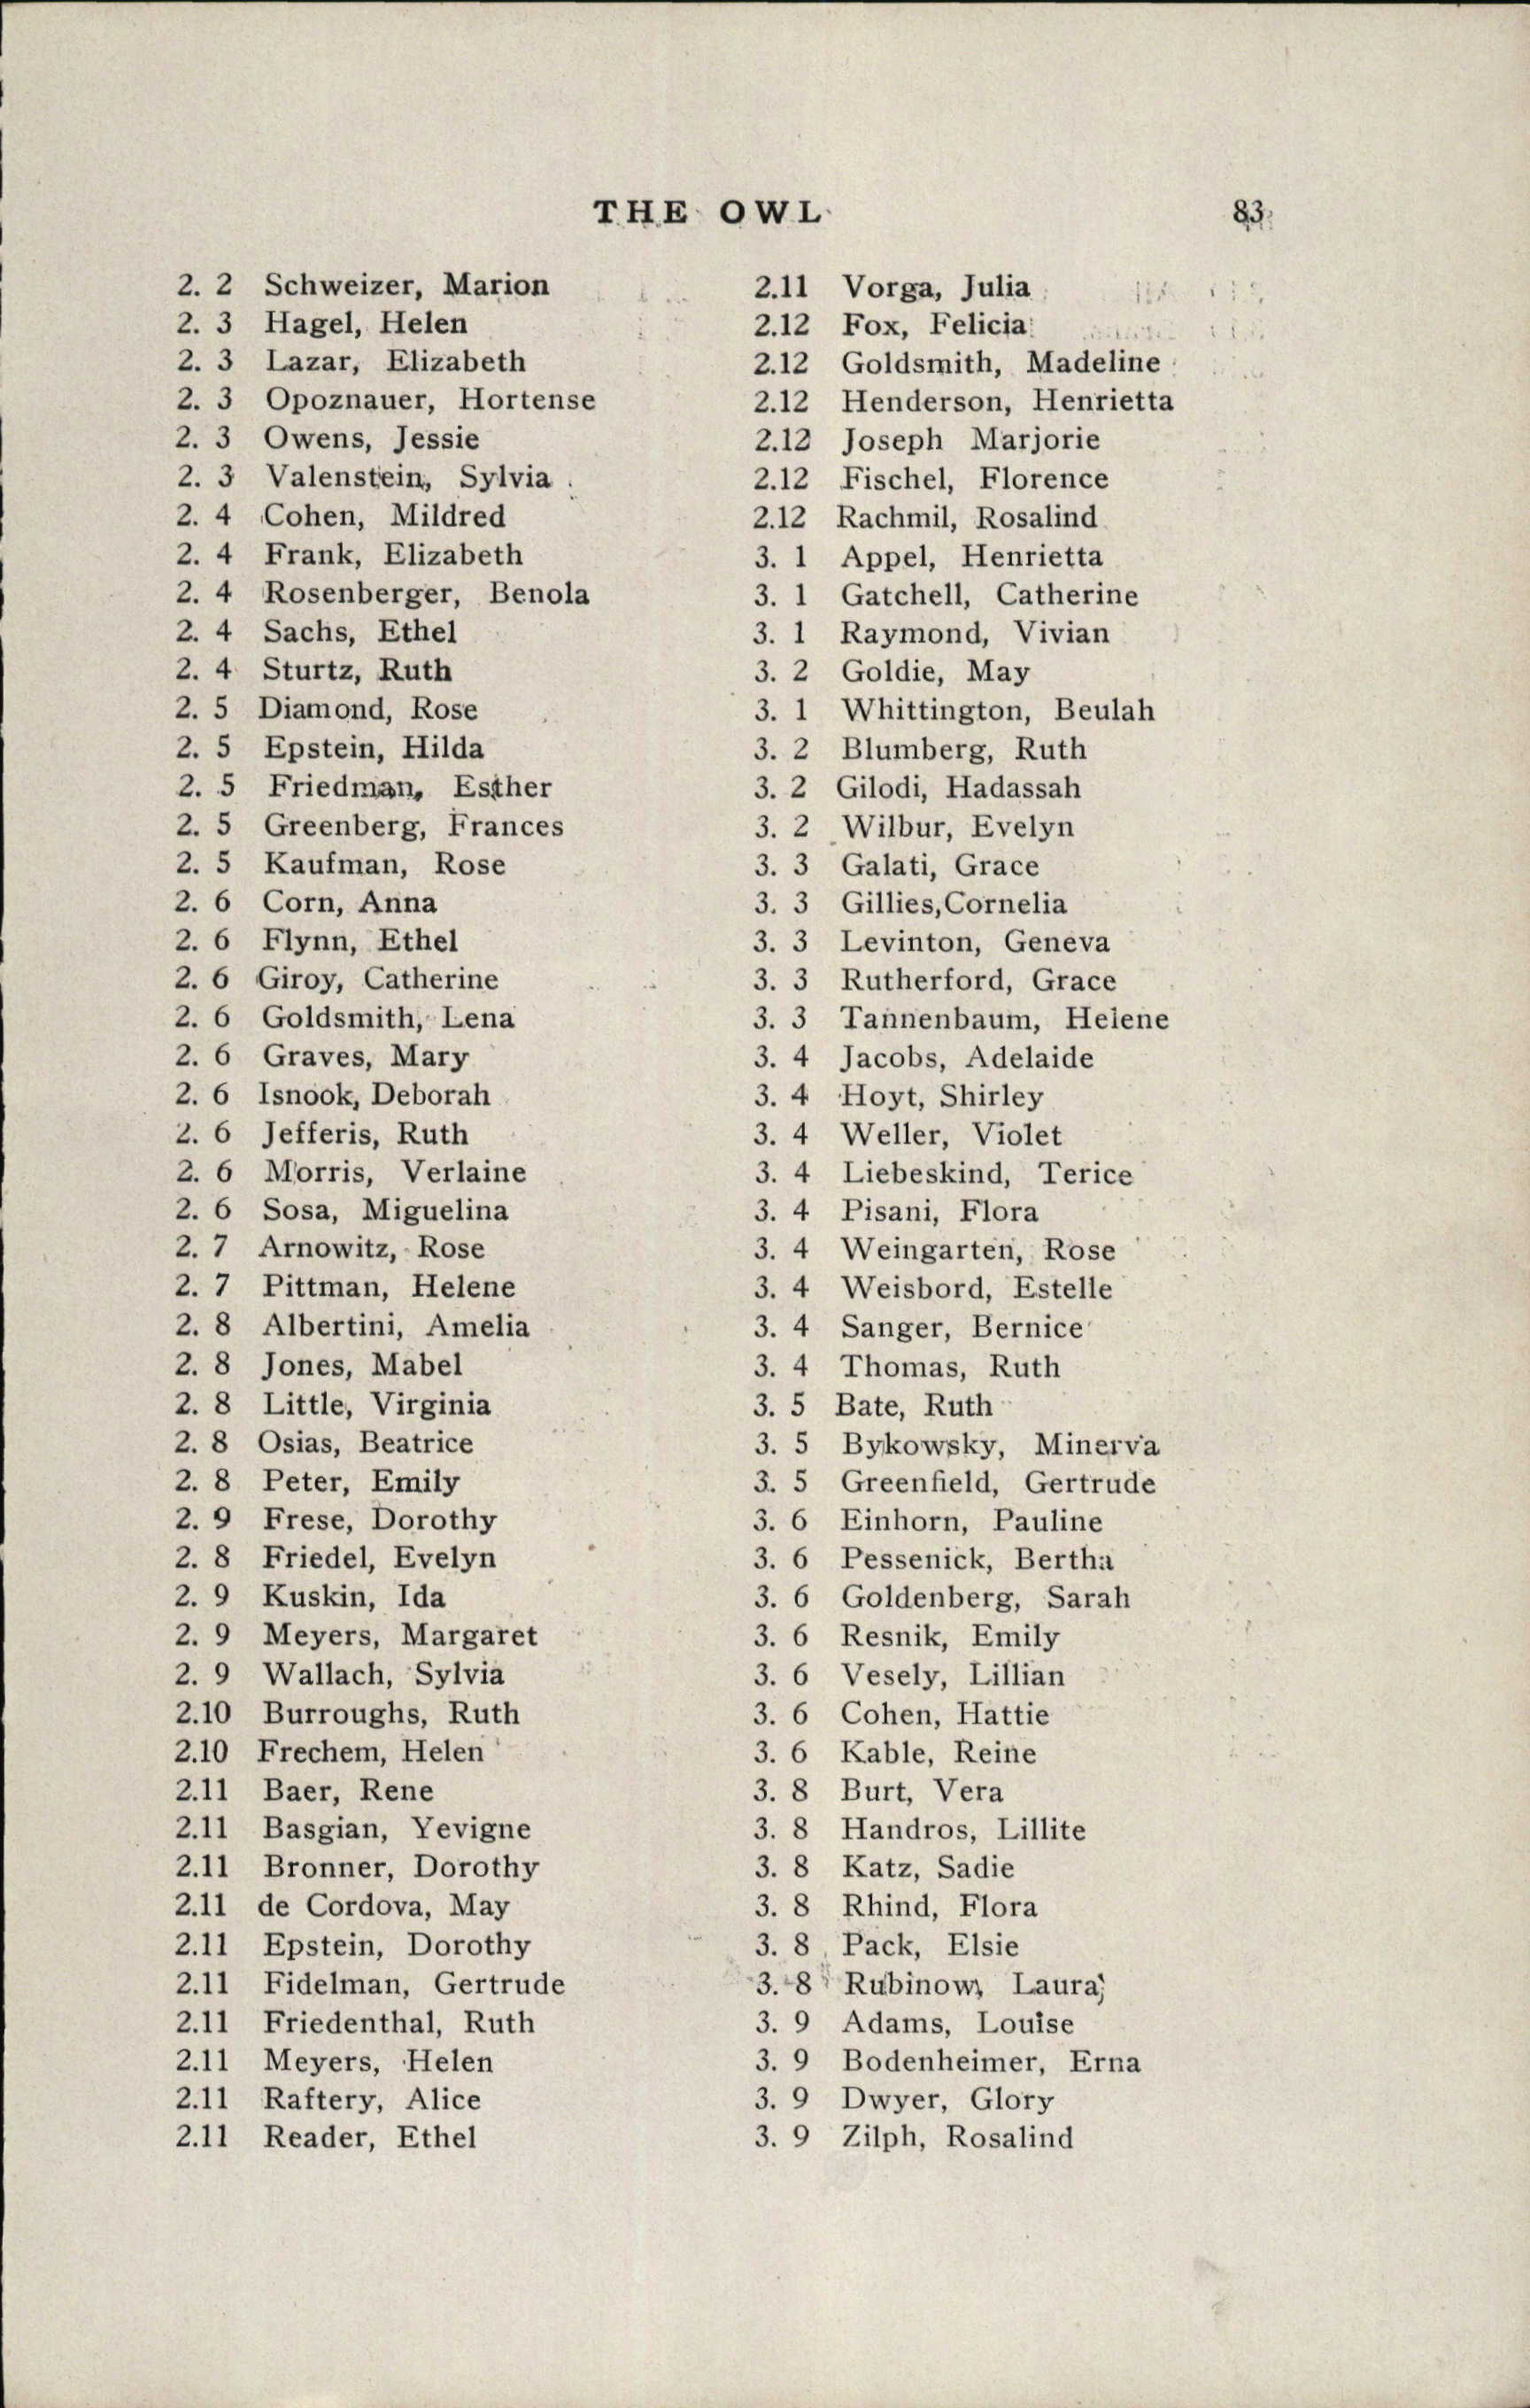 THE OWL
83
2. 2 Schweizer, Marion
2. 3 Hagel, Helen
2. 3 Lazar, Elizabeth
2. 3 Opoznauer, Hortense
2. 3 Owens, Jessie
2. 3 Valenstein, Sylvia
2. 4 Cohen, Mildred
2. 4 Frank, Elizabeth
2. 4 Rosenberger, Benola
2. 4 Sachs, Ethel
2. 4 Sturtz, Ruth
2. 5 Diamond, Rose
2. 5 Epstein, Hilda
2. 5 Friedman, Esther
2. 5 Greenberg, Frances
2. 5 Kaufman, Rose
2. 6 Corn, Anna
2. 6 Flynn, Ethel
2. 6 Giroy, Catherine
2. 6 Goldsmith, Lena
2. 6 Graves, Mary
2. 6 Isnook, Deborah
2. 6 Jefferis, Ruth
2. 6 Morris, Verlaine
2. 6 Sosa, Miguelina
2. 7 Arnowitz, Rose
2. 7 Pittman, Helene
2. 8 Albertini, Amelia
2. 8 Jones, Mabel
2. 8 Little, Virginia
2. 8 Osias, Beatrice
2. 8 Peter, Emily
2. 9 Frese, Dorothy
2. 8 Friedel, Evelyn
2. 9 Kuskin, Ida
2. 9 Meyers, Margaret
2. 9 Wallach, Sylvia
2.10 Burroughs, Ruth
2.10 Frechem, Helen
2.11 Baer, Rene
2.11 Basgian, Yevigne
2.11 Bronner, Dorothy
2.11 de Cordova, May
2.11 Epstein, Dorothy
2.11 Fidelman, Gertrude
2.11 Friedenthal, Ruth
2.11 Meyers, Helen
2.11 Raftery, Alice
2.11 Reader, Ethel
2.11 Vorga, Julia
2.12 Fox, Felicia
2.12 Goldsmith, Madeline
2.12 Henderson, Henrietta
2.12 Joseph Marjorie
2.12 Fischel, Florence
2.12 Rachmil, Rosalind
3. 1 Appel, Henrietta
3. 1 Gatchell, Catherine
3. 1 Raymond, Vivian
3. 2 Goldie, May
3. 1 Whittington, Beulah
3. 2 Blumberg, Ruth
3. 2 Gilodi, Hadassah
3. 2 Wilbur, Evelyn
3. 3 Galati, Grace
3. 3 Gillies, Cornelia
3. 3 Levinton, Geneva
3. 3 Rutherford, Grace
3. 3 Tannenbaum, Helene
3. 4 Jacobs, Adelaide
3. 4 Hoyt, Shirley
3. 4 Weller, Violet
3. 4 Liebeskind, Terice
3. 4 Pisani, Flora
3. 4 Weingarten, Rose
3. 4 Weisbord, Estelle
3. 4 Sanger, Bernice
3. 4 Thomas, Ruth
3. 5 Bate, Ruth
3. 5 Bykowsky, Minerva
3. 5 Greenfield, Gertrude
3. 6 Einhorn, Pauline
3. 6 Pessenick, Bertha
3. 6 Goldenberg, Sarah
3. 6 Resnik, Emily
3. 6 Vesely, Lillian
3. 6 Cohen, Hattie
3. 6 Kable, Reine
3. 8 Burt, Vera
3. 8 Handros, Lillite
3. 8 Katz, Sadie
3. 8 Rhind, Flora
3. 8 Pack, Elsie
3. 8 Rubinow, Laura
3. 9 Adams, Louise
3. 9 Bodenheimer, Erna
3. 9 Dwyer, Glory
3. 9 Zilph, Rosalind